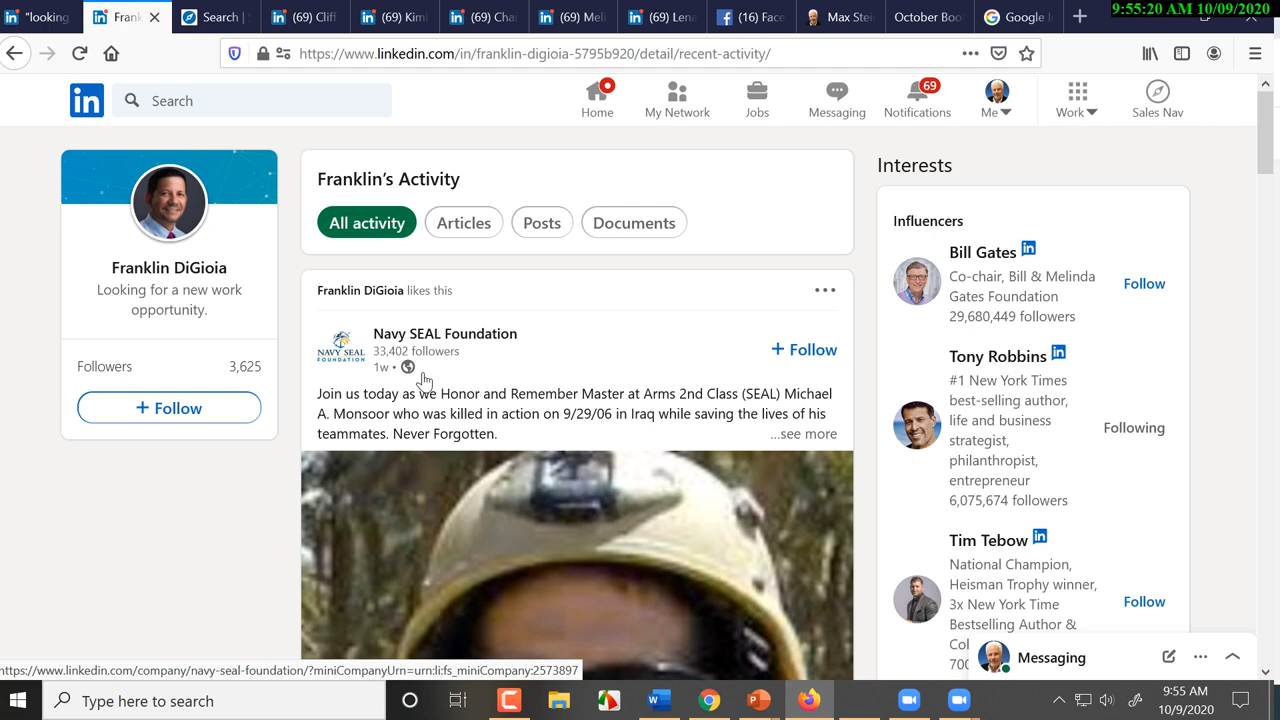 "looking
Frank
Search |
(69) Cliff
(69) Kim
(69) Cha
(69) Mel
(69) Lena
(16) Face
Max Stei
October Boo
Google I
9:55:20 AM 10/09/2020
https://www.linkedin.com/in/franklin-digioia-5795b920/detail/recent-activity/
in
Search
Home
My Network
Jobs
Messaging
69
Notifications
Me
Work
Sales Nav
Franklin DiGioia
Looking for a new work
opportunity.
Followers 3,625
+ Follow
Franklin's Activity
All activity
Articles
Posts
Documents
Franklin DiGioia likes this
NAVY SEAL
FOUNDATION
Navy SEAL Foundation
33,402 followers
1w •
+ Follow
Join us today as we Honor and Remember Master at Arms 2nd Class (SEAL) Michael
A. Monsoor who was killed in action on 9/29/06 in Iraq while saving the lives of his
teammates. Never Forgotten.
...see more
Interests
Influencers
Bill Gates in
Co-chair, Bill & Melinda
Gates Foundation
29,680,449 followers
Follow
Tony Robbins in
#1 New York Times
best-selling author,
life and business
strategist,
philanthropist,
entrepreneur
6,075,674 followers
Following
Tim Tebow in
National Champion,
Heisman Trophy winner,
3x New York Time
Bestselling Author &
Col
700
Follow
Messaging
https://www.linkedin.com/company/navy-seal-foundation/?miniCompanyUrn=urn:li:fs_miniCompany:2573897
Type here to search
9:55 AM
10/9/2020